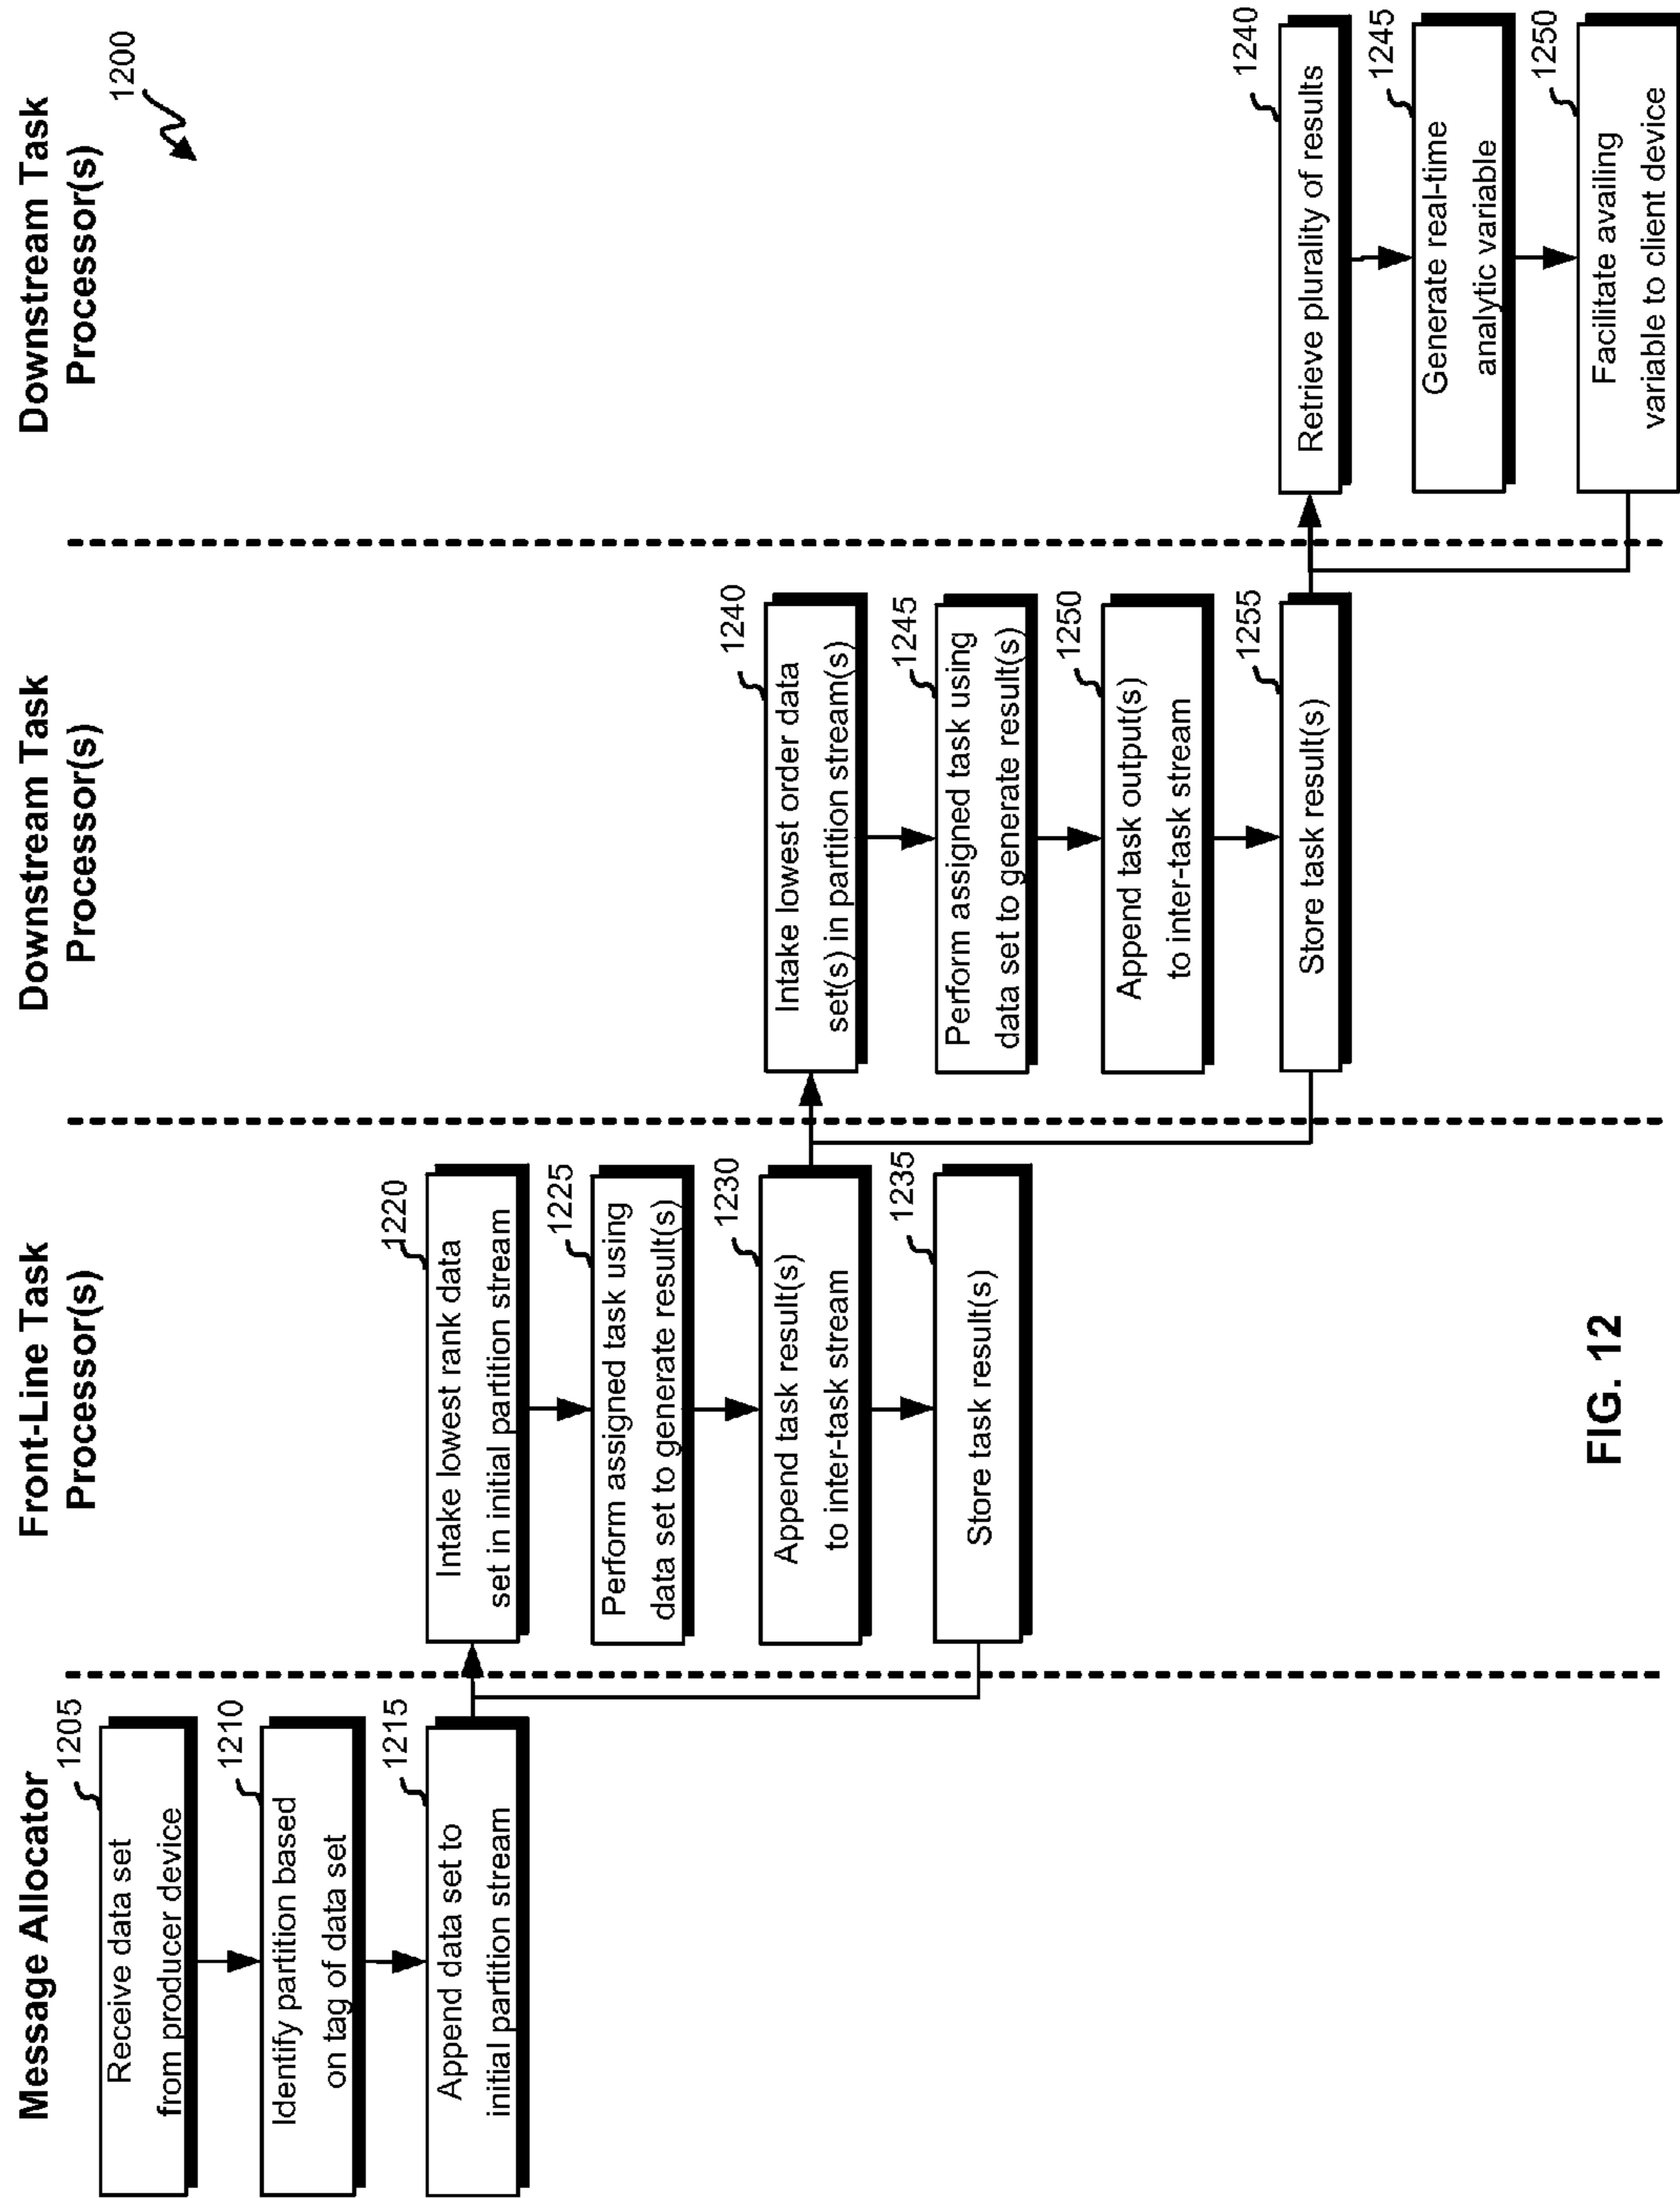 Message Allocator
Front-Line Task
Processor(s)
Downstream Task
Processor(s)
Downstream Task
Processor(s)
1200
1205
Receive data set
from producer device
1210
Identify partition based
on tag of data set
1215
Append data set to
initial partition stream
1220
Intake lowest rank data
set in initial partition stream
1225
Perform assigned task using
data set to generate result(s)
1230
Append task result(s)
to inter-task stream
1235
Store task result(s)
1240
Intake lowest order data
set(s) in partition stream(s)
1245
Perform assigned task using
data set to generate result(s)
1250
Append task output(s)
to inter-task stream
1255
Store task result(s)
1240
Retrieve plurality of results
1245
Generate real-time
analytic variable
1250
Facilitate availing
variable to client device
FIG. 12